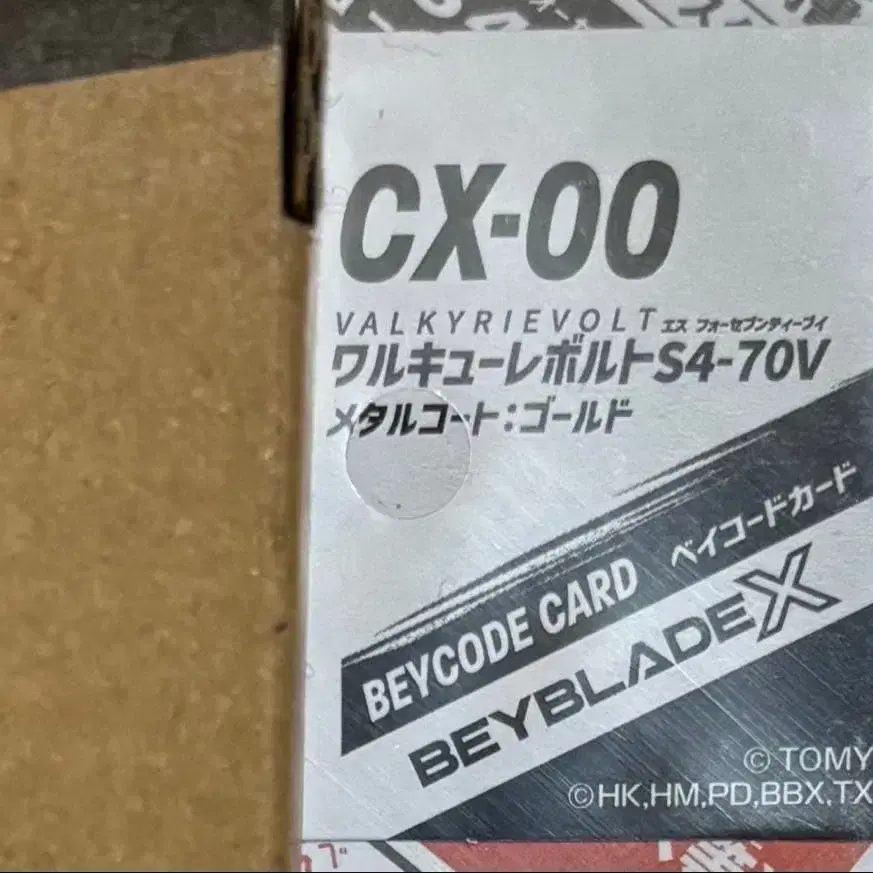 CX-00
VALKYRIEVOLT エス フォーセブンティーブイ
ワルキューレボルトS4-70V
メタルコート:ゴールド
BEYCODE CARD ベイコードカード
BEYBLADE X
© TOMY
©HK,HM,PD,BBX,TX